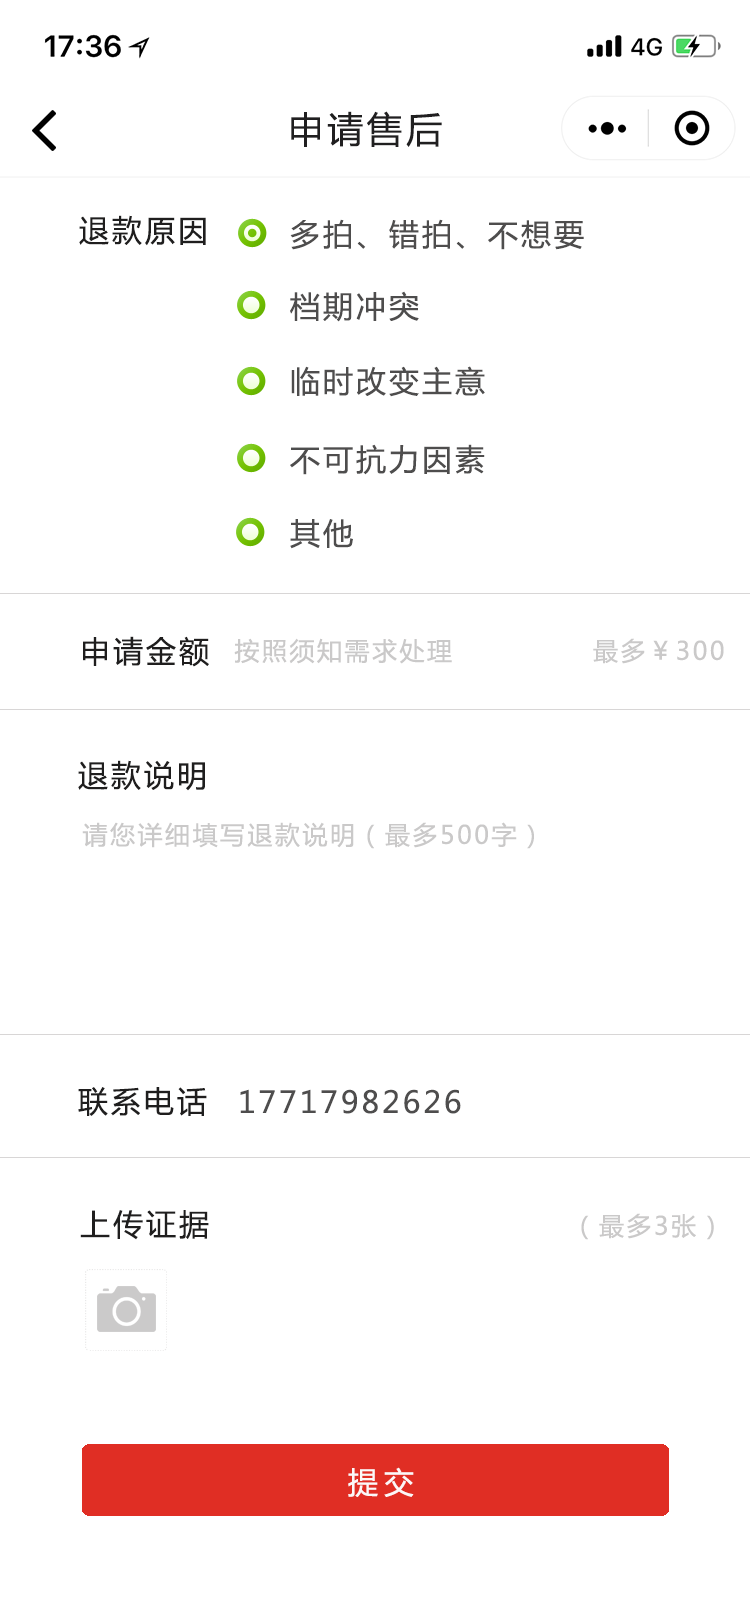 17:36 4G
申请售后
退款原因 多拍、错拍、不想要
档期冲突
临时改变主意
不可抗力因素
其他
申请金额 按照须知需求处理 最多￥300
退款说明
请您详细填写退款说明（最多500字）
联系电话 17717982626
上传证据 （最多3张）
提交